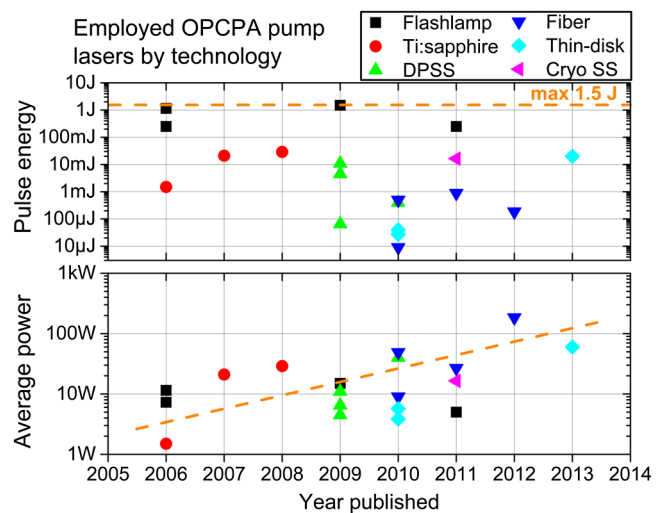 Employed OPCPA pump
lasers by technology
Flashlamp
Ti:sapphire
DPSS
Fiber
Thin-disk
Cryo SS
max 1.5 J
Pulse energy
10J
1J
100mJ
10mJ
1mJ
100µJ
10µJ
Average power
1kW
100W
10W
1W
2005 2006 2007 2008 2009 2010 2011 2012 2013 2014
Year published